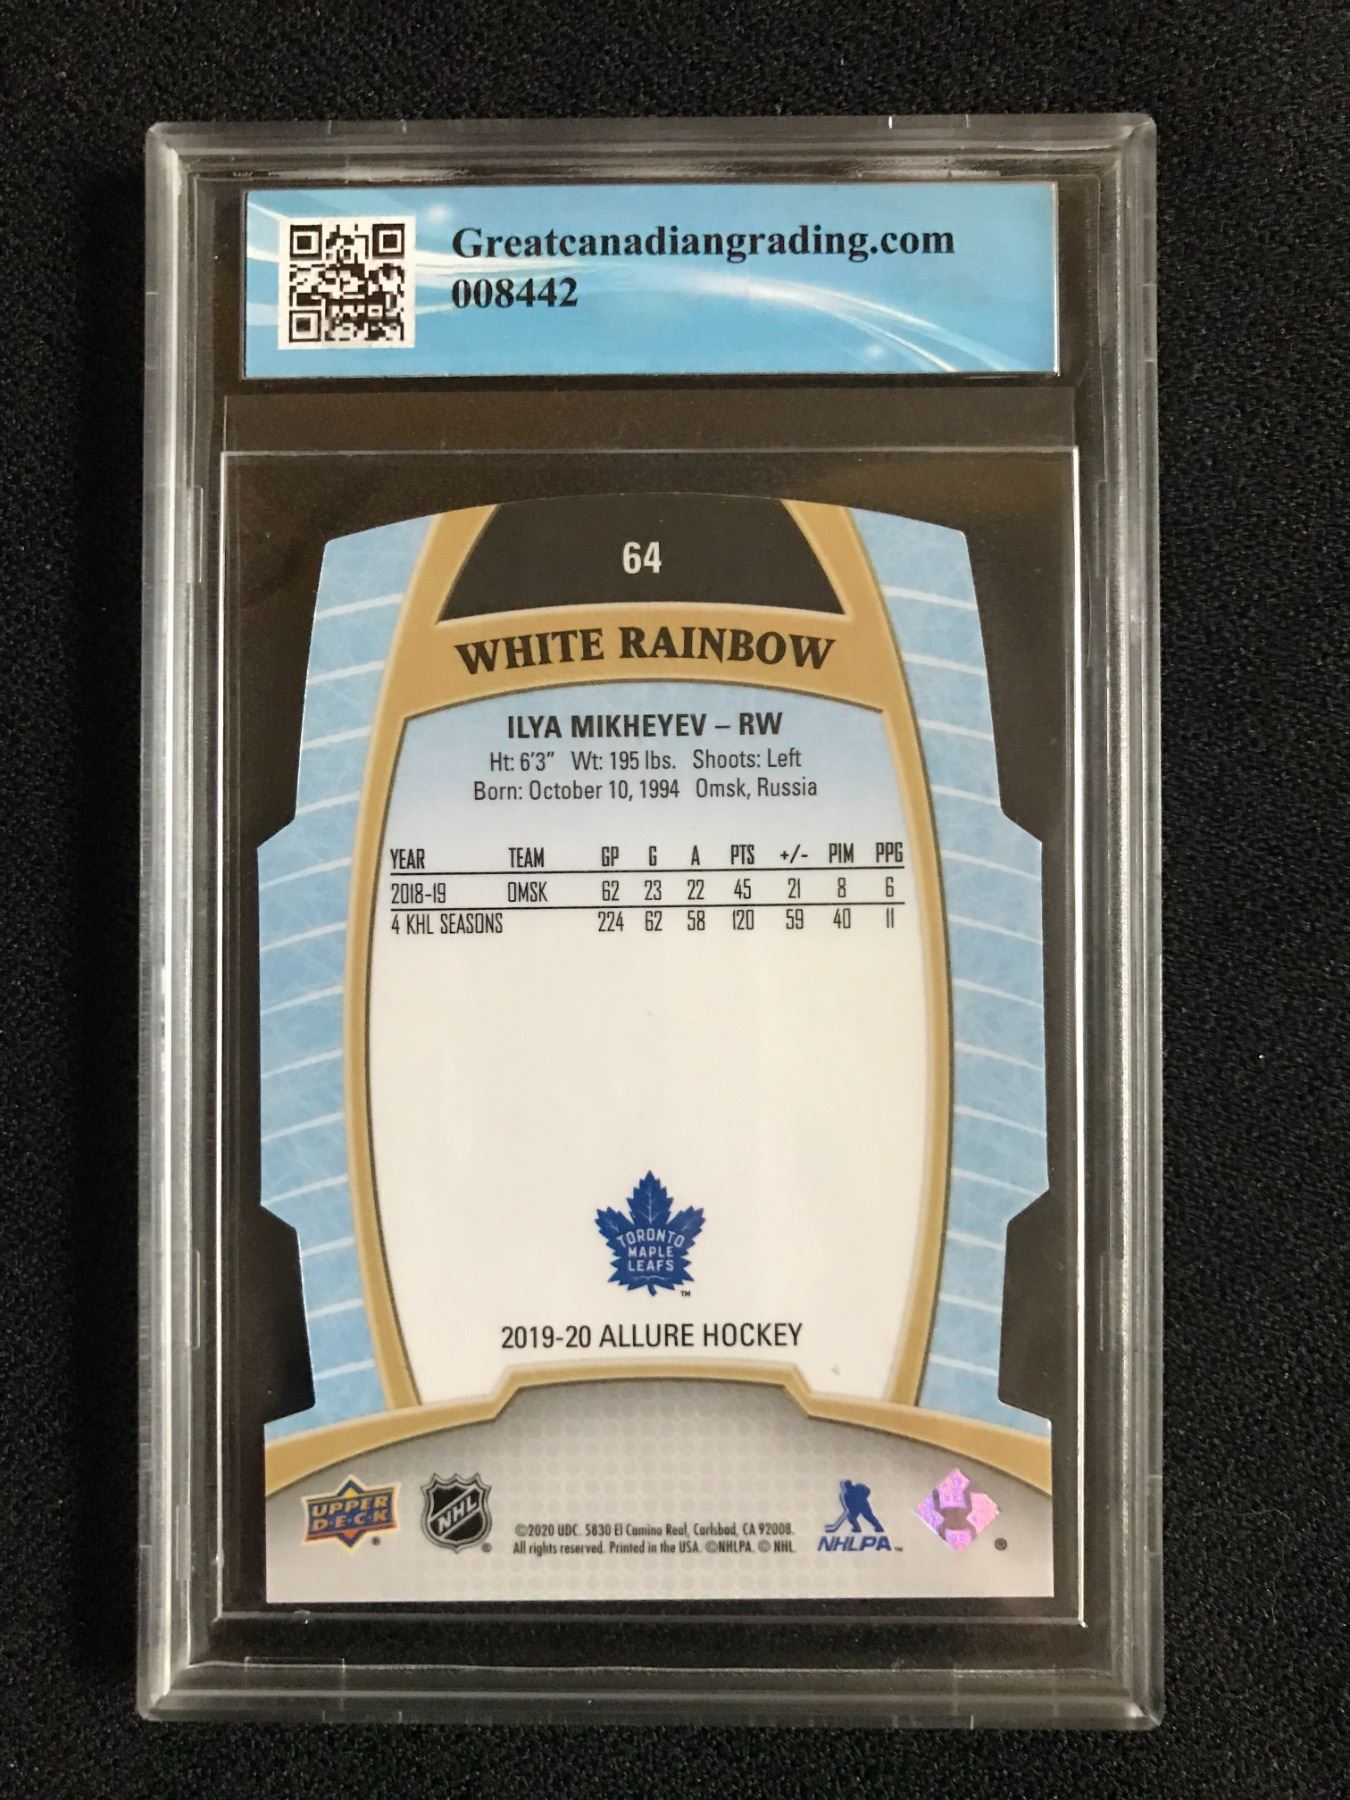 Greatcanadiangrading.com
008442
64
WHITE RAINBOW
ILYA MIKHEYEV – RW
Ht: 6'3" Wt: 195 lbs. Shoots: Left
Born: October 10, 1994 Omsk, Russia
YEAR TEAM GP G A PTS +/- PIM PPG
2018-19 OMSK 62 23 22 45 21 8 6
4 KHL SEASONS 224 62 58 120 59 40 11
TORONTO
MAPLE
LEAFS
TM
2019-20 ALLURE HOCKEY
UPPER
D·E·C·K
®
NHL
®
©2020 UDC. 5830 El Camino Real, Carlsbad, CA 92008.
All rights reserved. Printed in the USA. ©NHLPA. © NHL.
NHLPA™
®